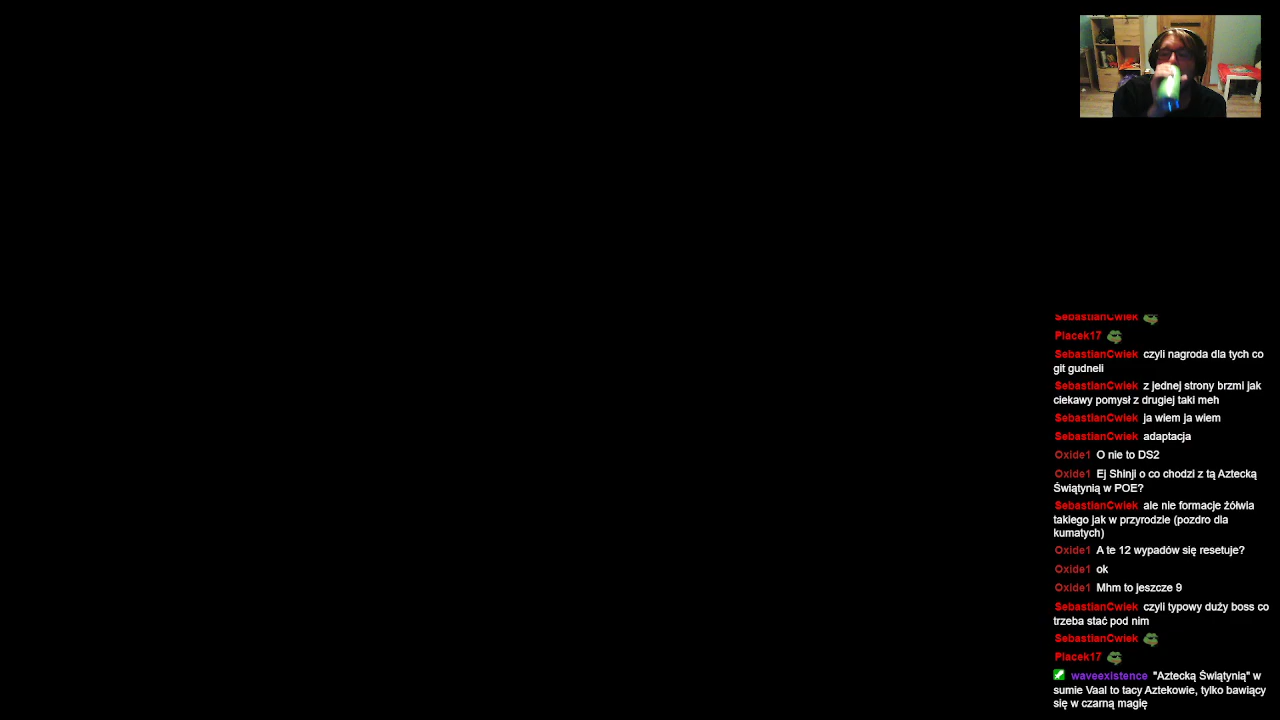 SebastianCwiek
Placek17
SebastianCwiek czyli nagroda dla tych co
git gudneli
SebastianCwiek z jednej strony brzmi jak
ciekawy pomysł z drugiej taki meh
SebastianCwiek ja wiem ja wiem
SebastianCwiek adaptacja
Oxide1 O nie to DS2
Oxide1 Ej Shinji o co chodzi z tą Aztecką
Świątynią w POE?
SebastianCwiek ale nie formacje żółwia
takiego jak w przyrodzie (pozdro dla
kumatych)
Oxide1 A te 12 wypadów się resetuje?
Oxide1 ok
Oxide1 Mhm to jeszcze 9
SebastianCwiek czyli typowy duży boss co
trzeba stać pod nim
SebastianCwiek
Placek17
waveexistence "Aztecką Świątynią" w
sumie Vaal to tacy Aztekowie, tylko bawiący
się w czarną magię